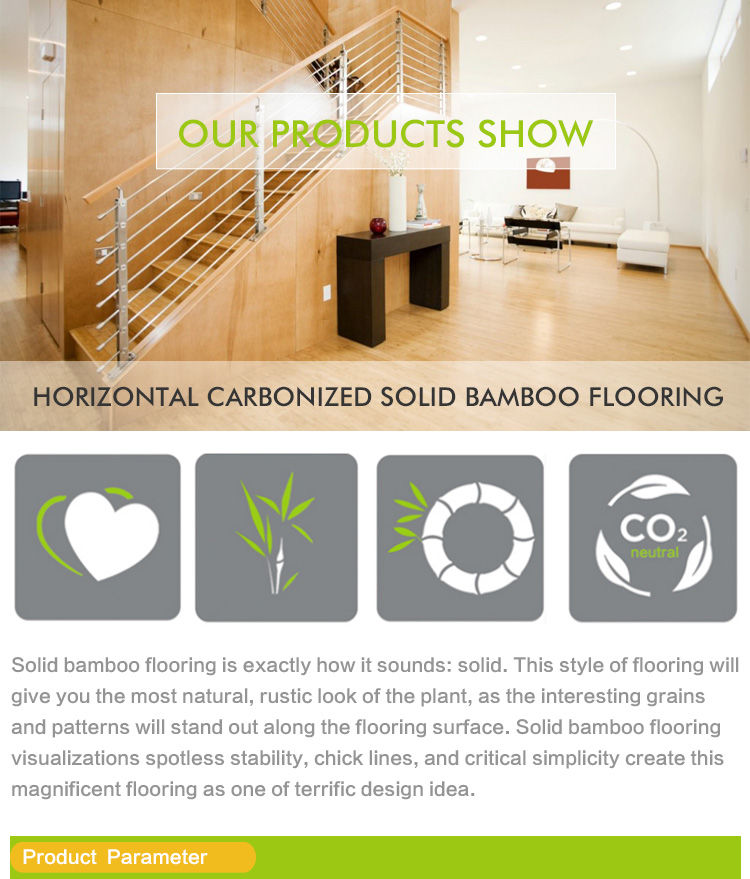 OUR PRODUCTS SHOW
HORIZONTAL CARBONIZED SOLID BAMBOO FLOORING
CO2
neutral
Solid bamboo flooring is exactly how it sounds: solid. This style of flooring will
give you the most natural, rustic look of the plant, as the interesting grains
and patterns will stand out along the flooring surface. Solid bamboo flooring
visualizations spotless stability, chick lines, and critical simplicity create this
magnificent flooring as one of terrific design idea.
Product Parameter